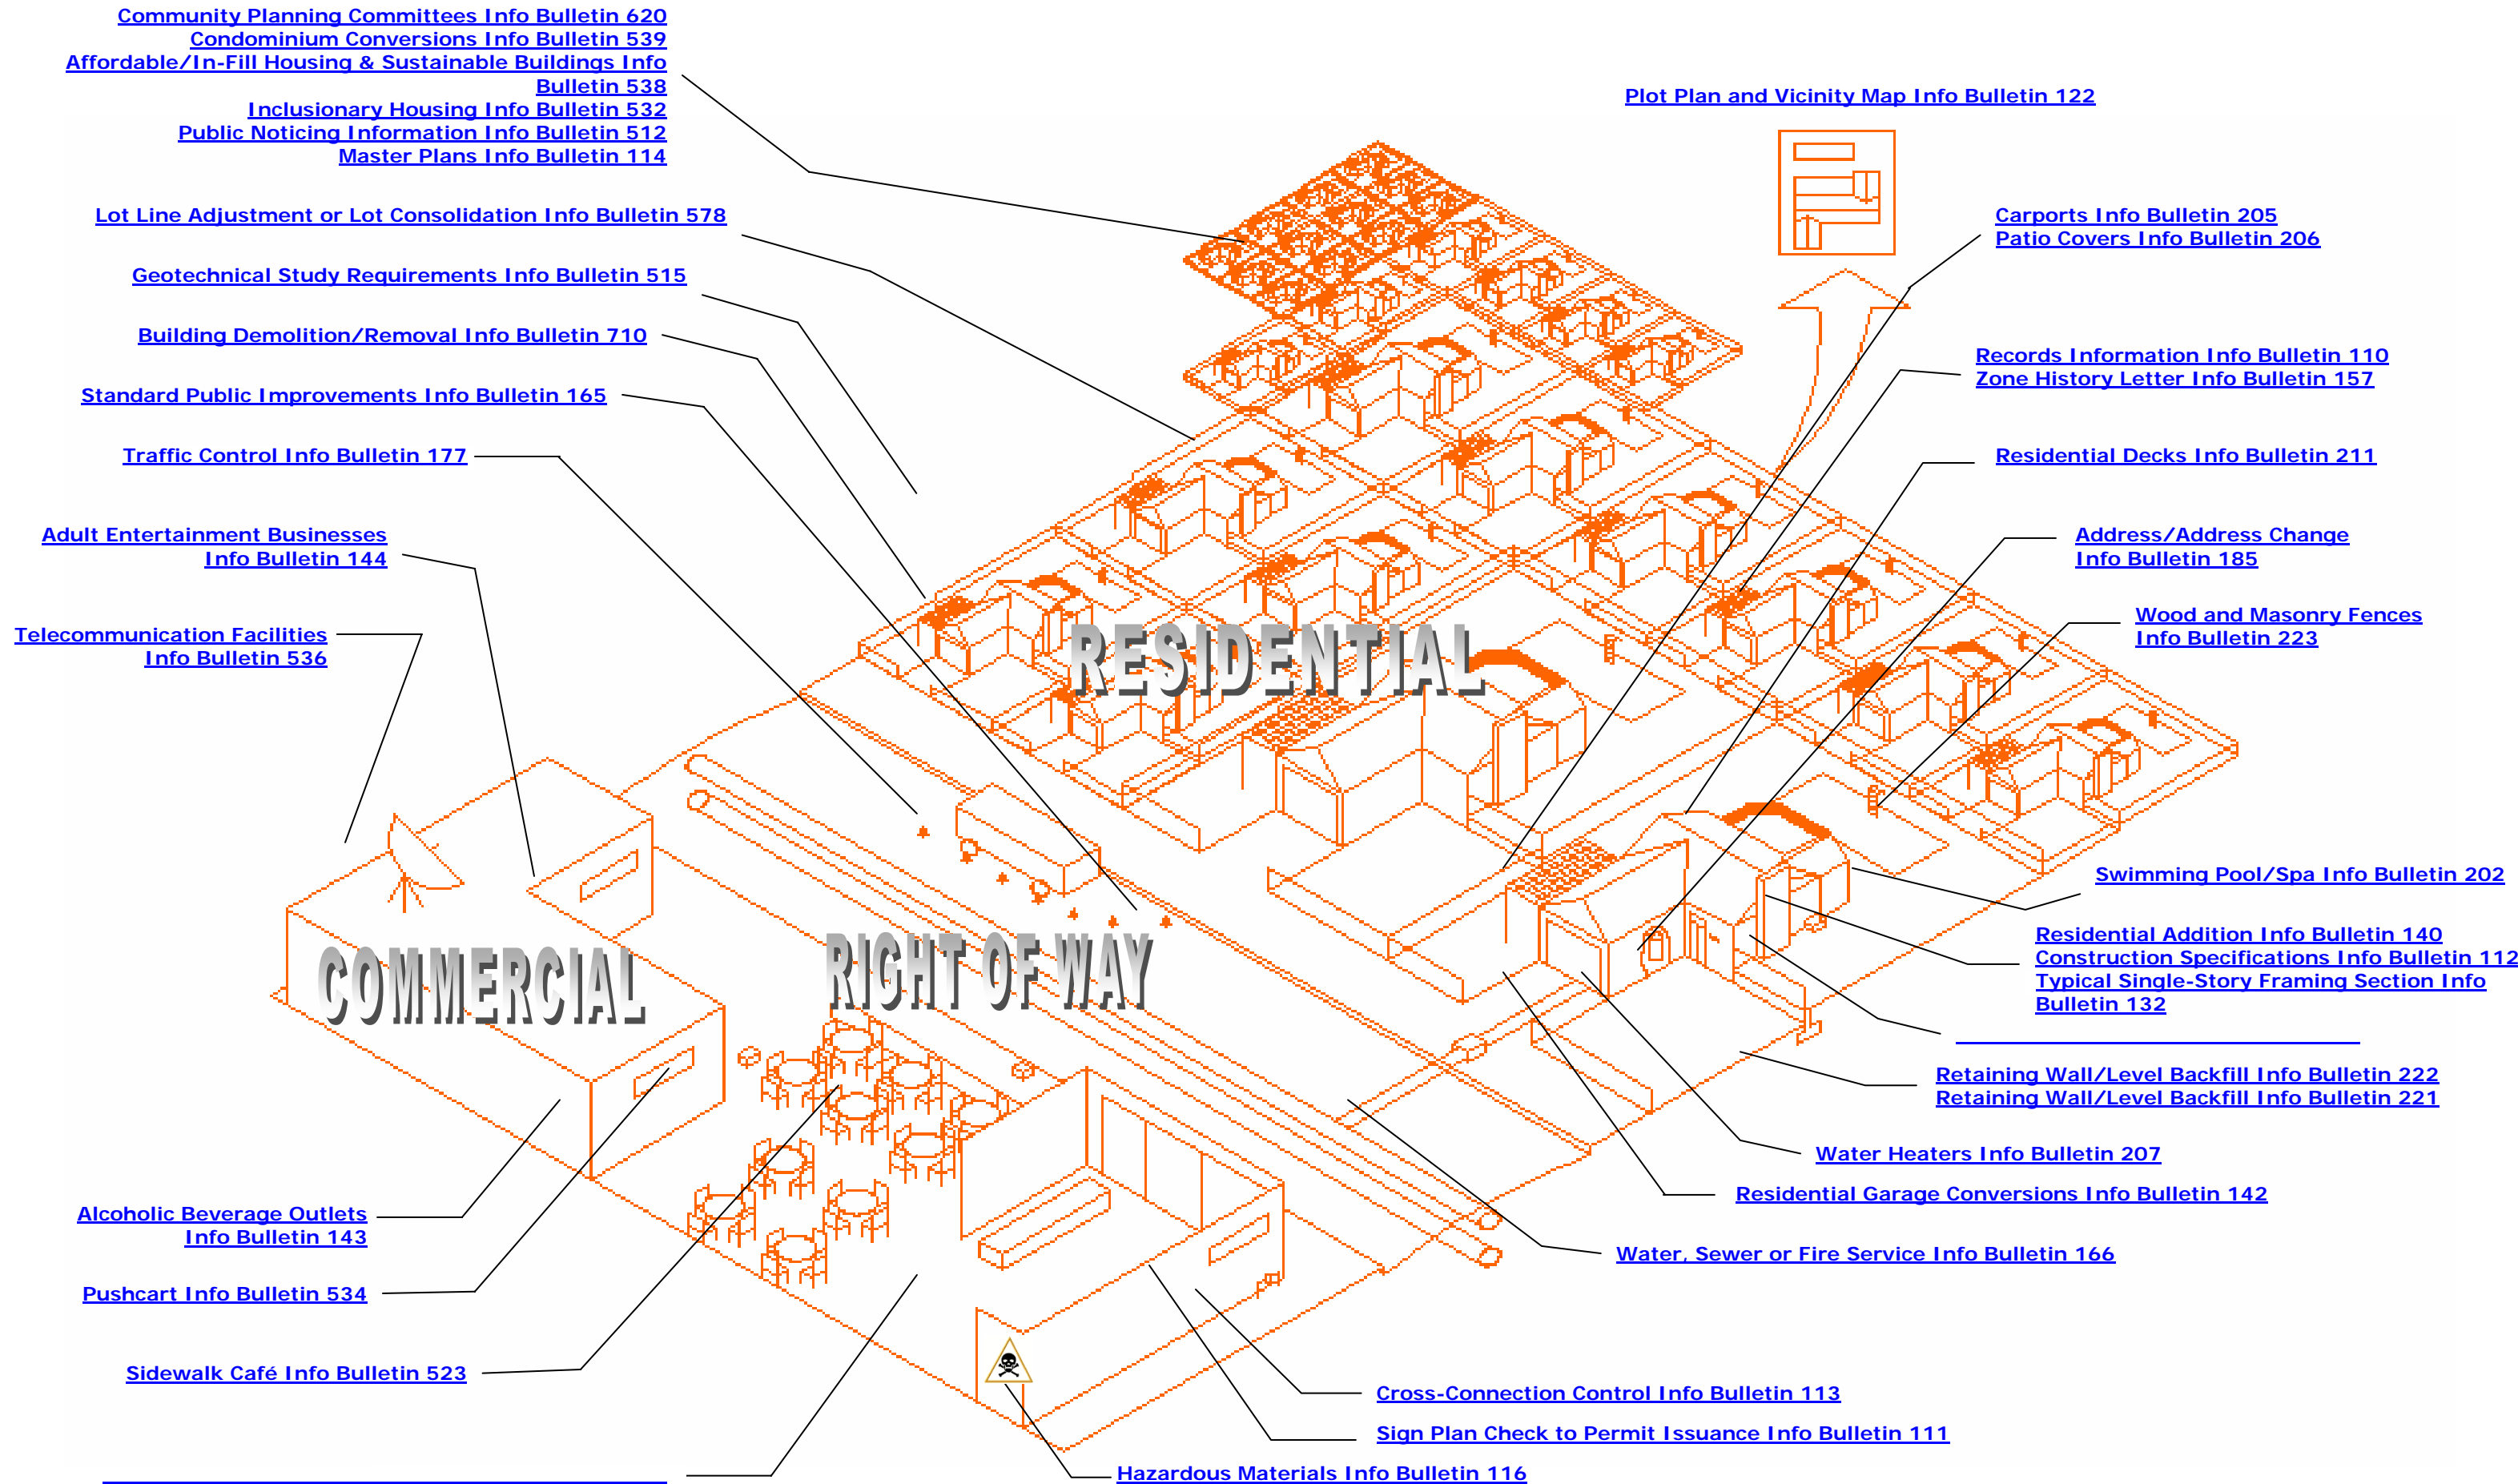 Community Planning Committees Info Bulletin 620
Condominium Conversions Info Bulletin 539
Affordable/In-Fill Housing & Sustainable Buildings Info
Bulletin 538
Inclusionary Housing Info Bulletin 532
Public Noticing Information Info Bulletin 512
Master Plans Info Bulletin 114
Lot Line Adjustment or Lot Consolidation Info Bulletin 578
Geotechnical Study Requirements Info Bulletin 515
Building Demolition/Removal Info Bulletin 710
Standard Public Improvements Info Bulletin 165
Traffic Control Info Bulletin 177
Adult Entertainment Businesses
Info Bulletin 144
Telecommunication Facilities
Info Bulletin 536
Plot Plan and Vicinity Map Info Bulletin 122
Carports Info Bulletin 205
Patio Covers Info Bulletin 206
Records Information Info Bulletin 110
Zone History Letter Info Bulletin 157
Residential Decks Info Bulletin 211
Address/Address Change
Info Bulletin 185
Wood and Masonry Fences
Info Bulletin 223
RESIDENTIAL
COMMERCIAL
RIGHT OF WAY
Swimming Pool/Spa Info Bulletin 202
Residential Addition Info Bulletin 140
Construction Specifications Info Bulletin 112
Typical Single-Story Framing Section Info
Bulletin 132
Retaining Wall/Level Backfill Info Bulletin 222
Retaining Wall/Level Backfill Info Bulletin 221
Water Heaters Info Bulletin 207
Residential Garage Conversions Info Bulletin 142
Water, Sewer or Fire Service Info Bulletin 166
Alcoholic Beverage Outlets
Info Bulletin 143
Pushcart Info Bulletin 534
Sidewalk Café Info Bulletin 523
Cross-Connection Control Info Bulletin 113
Sign Plan Check to Permit Issuance Info Bulletin 111
Hazardous Materials Info Bulletin 116